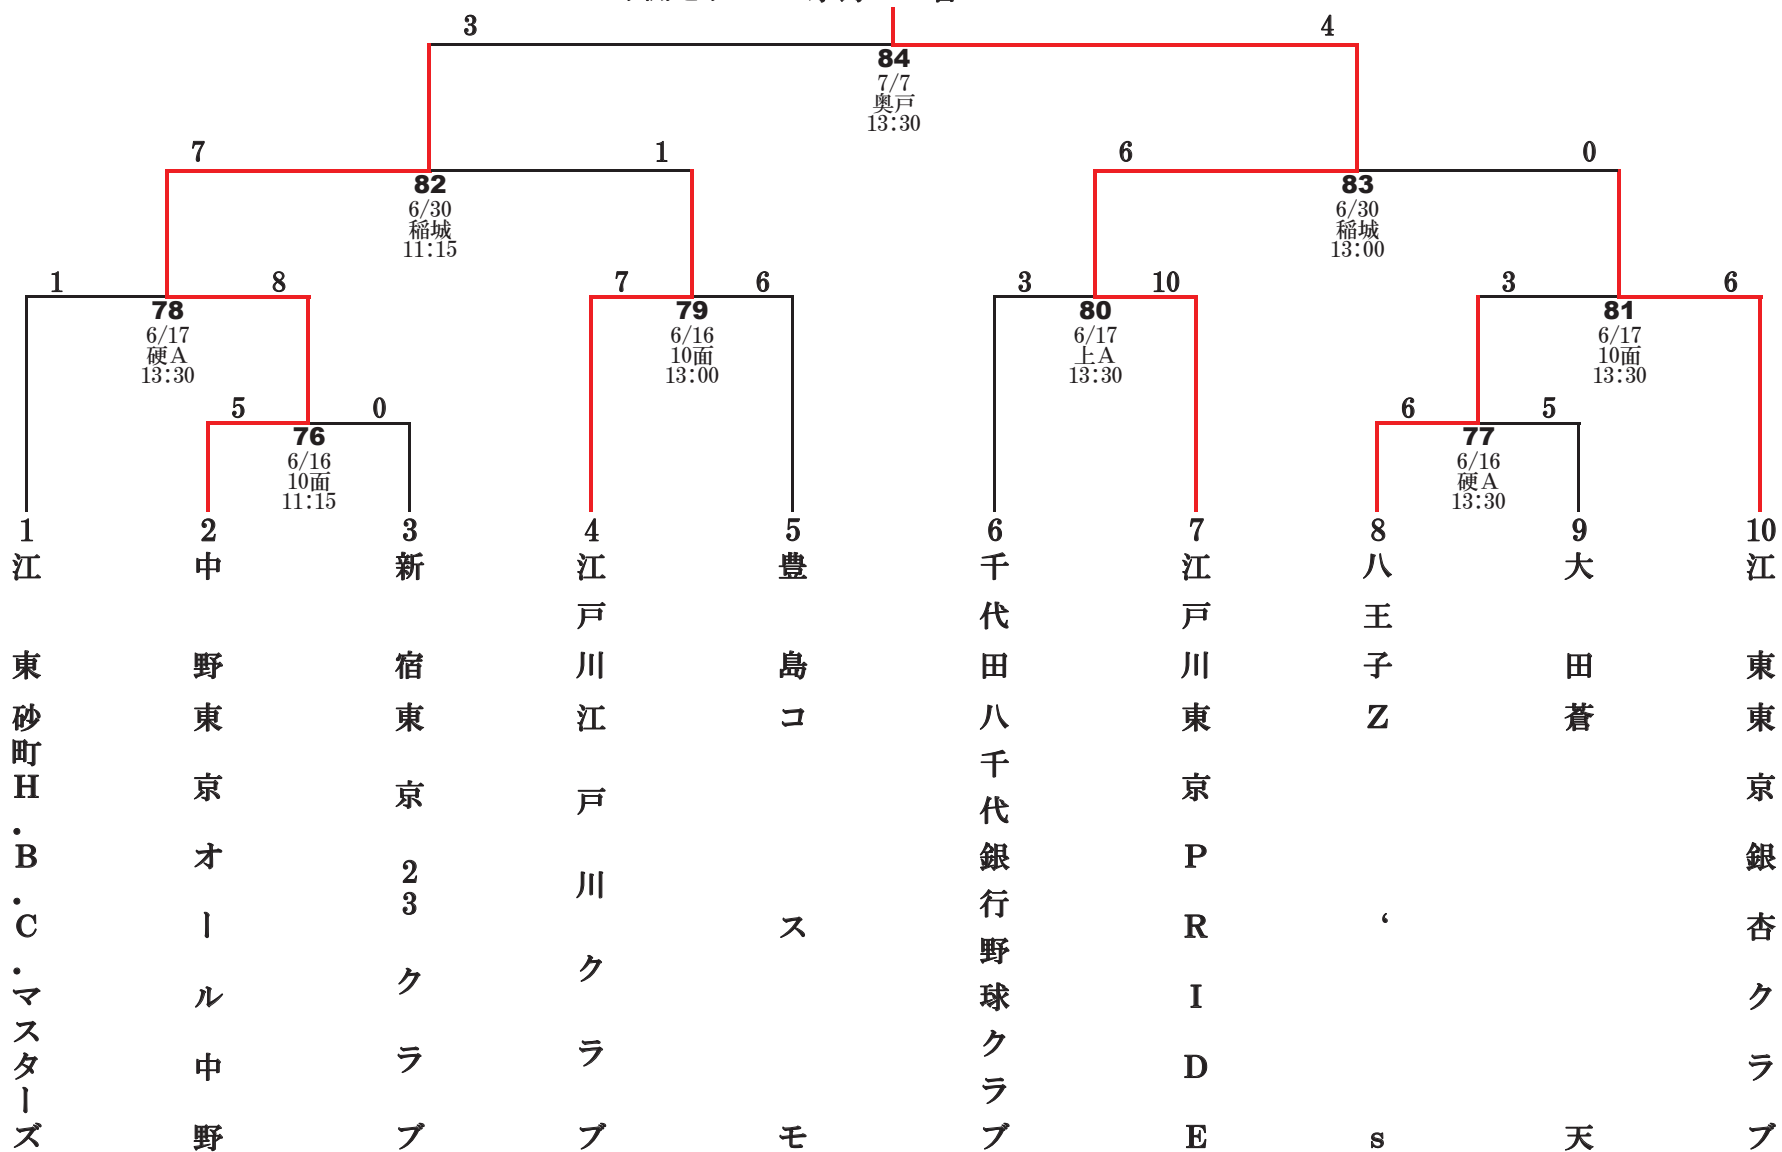 3 4
84
7/7
奥戸
13:30
7 1 6 0
82
6/30
稲城
11:15
83
6/30
稲城
13:00
1 8 7 6 3 10 3 6
78
6/17
硬A
13:30
79
6/16
10面
13:00
80
6/17
上A
13:30
81
6/17
10面
13:30
5 0 6 5
76
6/16
10面
11:15
77
6/16
硬A
13:30
1
江東
砂町H.B.C.マスターズ
2
中野
東京オール中野
3
新宿
東京23クラブ
4
江戸川
江戸川クラブ
5
豊島
コスモ
6
千代田
八千代銀行野球クラブ
7
江戸川
東京PRIDE
8
八王子
Z‘s
9
大田
蒼天
10
江東
東京銀杏クラブ